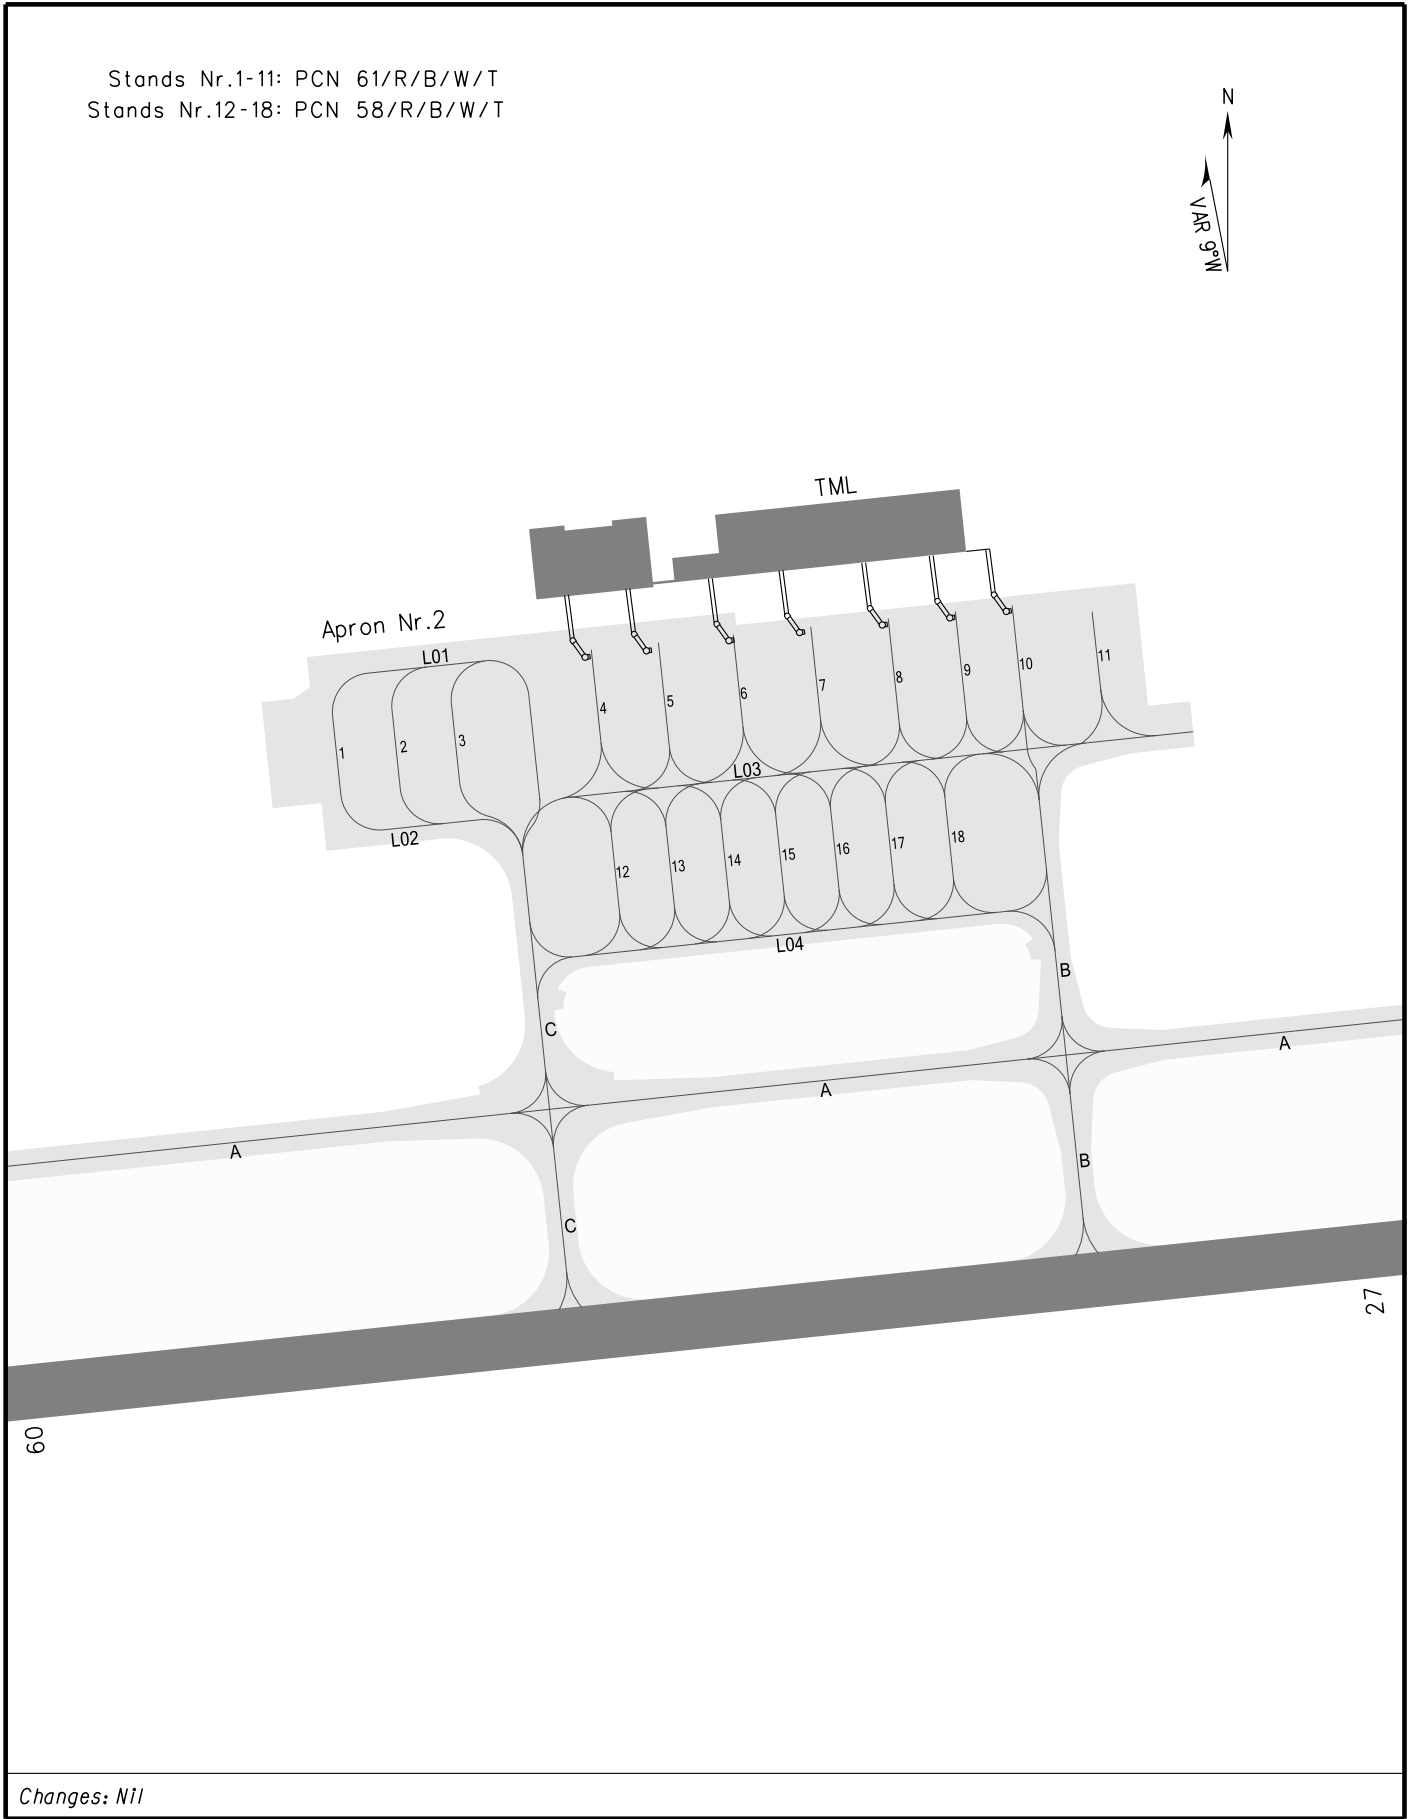 Stands Nr.1-11: PCN 61/R/B/W/T
Stands Nr.12-18: PCN 58/R/B/W/T
N
VAR 9°W
TML
Apron Nr.2
L01
1
2
3
4
5
6
7
8
9
10
11
L03
L02
12
13
14
15
16
17
18
L04
B
C
A
A
A
B
C
27
09
Changes: Nil